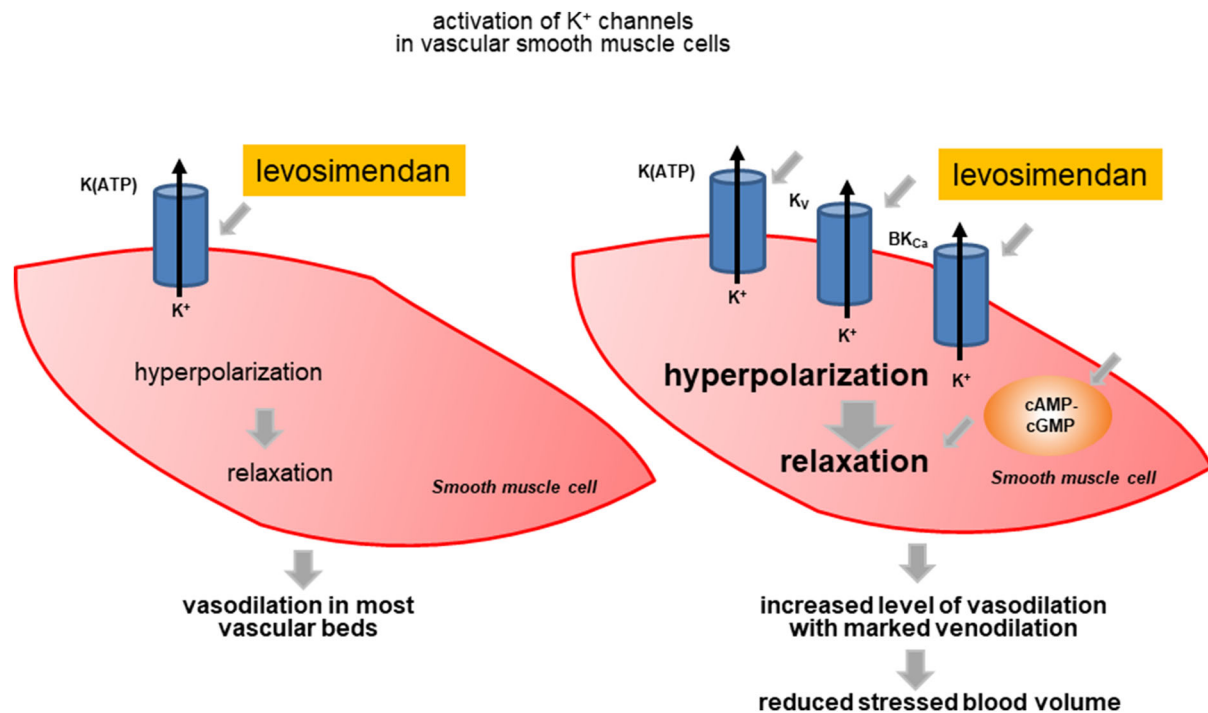 activation of K⁺ channels
in vascular smooth muscle cells
K(ATP)
levosimendan
K⁺
hyperpolarization
relaxation
Smooth muscle cell
vasodilation in most
vascular beds
K(ATP)
Kᵥ
levosimendan
BK_Ca
K⁺
K⁺
K⁺
hyperpolarization
cAMP-
cGMP
relaxation
Smooth muscle cell
increased level of vasodilation
with marked venodilation
reduced stressed blood volume